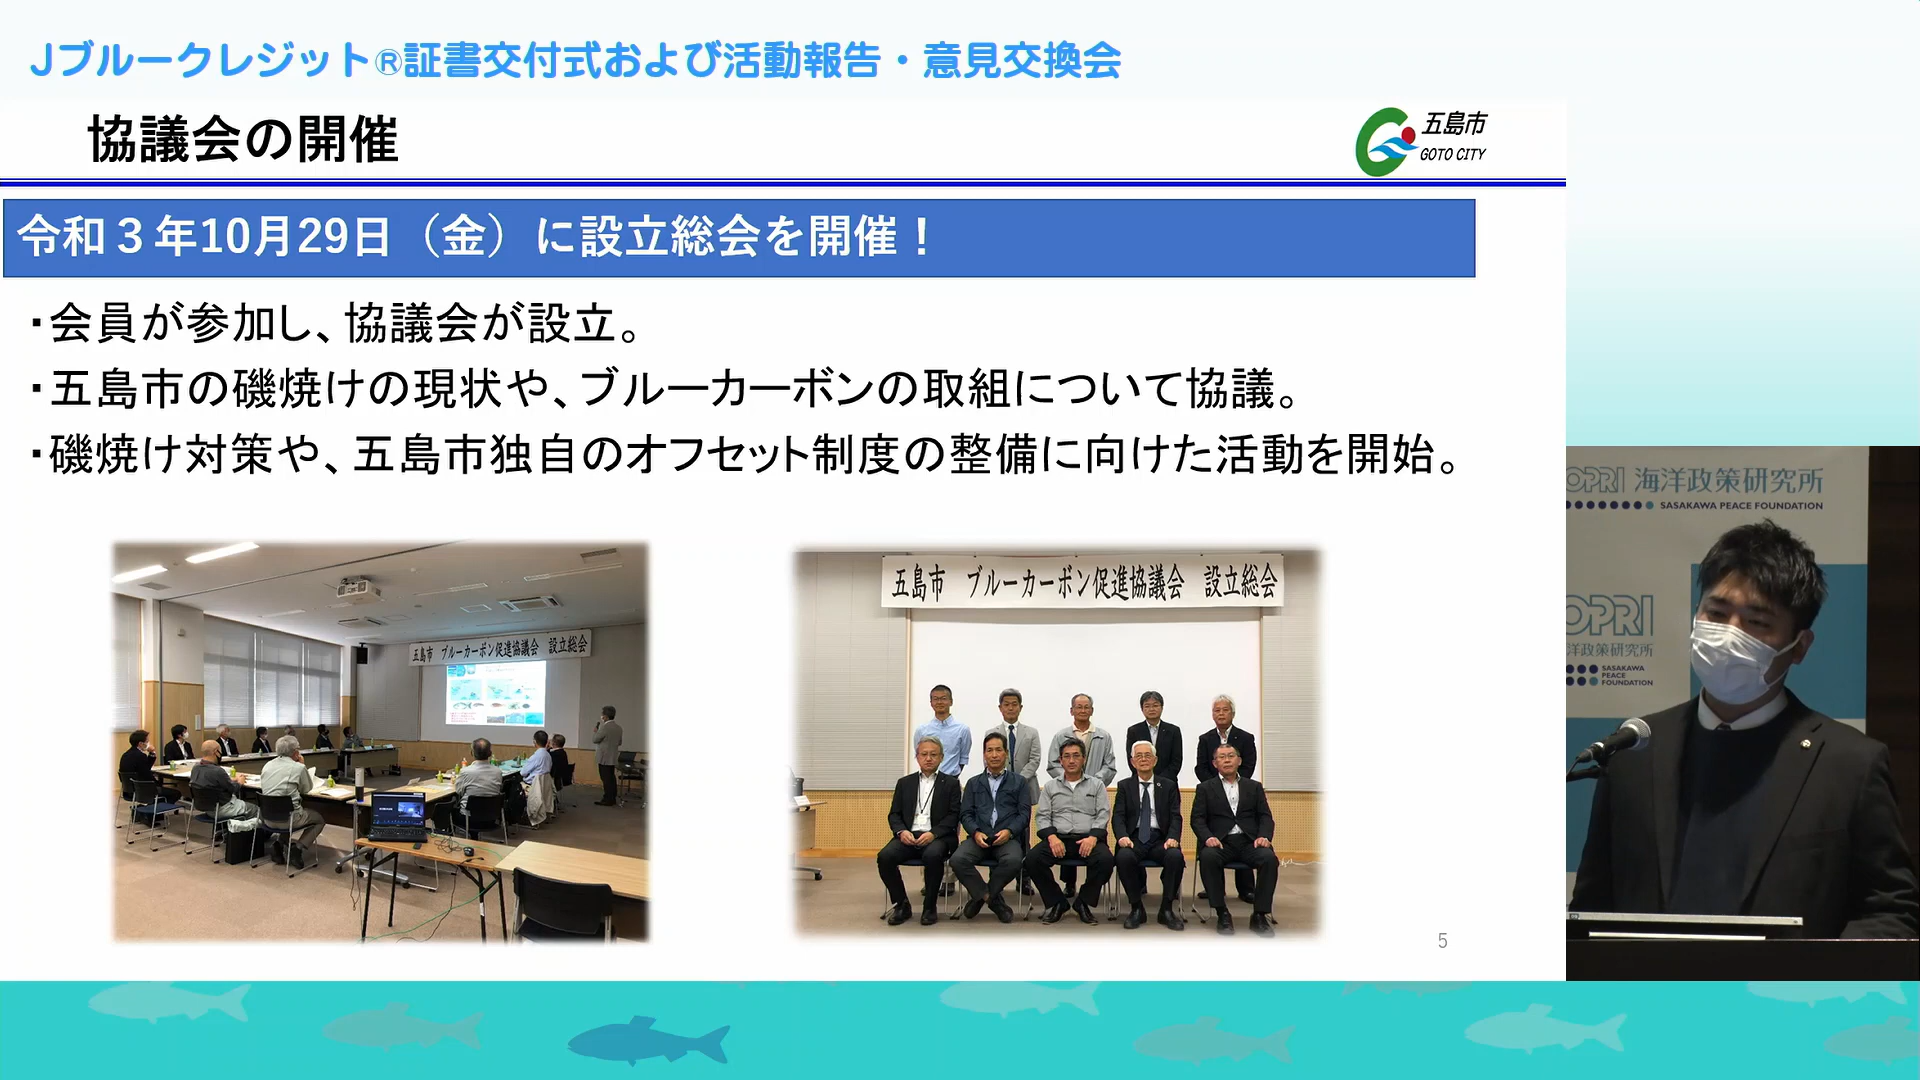 Jブルークレジット®証書交付式および活動報告・意見交換会
協議会の開催
五島市
GOTO CITY
令和３年10月29日（金）に設立総会を開催！
・会員が参加し、協議会が設立。
・五島市の磯焼けの現状や、ブルーカーボンの取組について協議。
・磯焼け対策や、五島市独自のオフセット制度の整備に向けた活動を開始。
五島市　ブルーカーボン促進協議会　設立総会
五島市　ブルーカーボン促進協議会　設立総会
5
OPRI 海洋政策研究所
SASAKAWA PEACE FOUNDATION
OPRI
洋政策研究所
SASAKAWA
PEACE
FOUNDATION